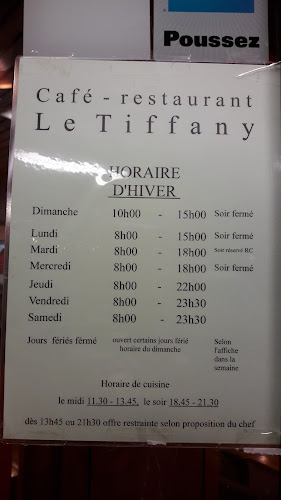 Poussez
Café - restaurant
Le Tiffany
HORAIRE
D'HIVER
Dimanche 10h00 - 15h00 Soir fermé
Lundi 8h00 - 15h00 Soir fermé
Mardi 8h00 - 18h00 Soir réservé RC
Mercredi 8h00 - 18h00 Soir fermé
Jeudi 8h00 - 22h00
Vendredi 8h00 - 23h30
Samedi 8h00 - 23h30
Jours fériés fermé ouvert certains jours férié Selon
horaire du dimanche l'affiche
dans la
semaine
Horaire de cuisine
le midi 11.30 - 13.45, le soir 18.45 - 21.30
dès 13h45 ou 21h30 offre restrainte selon proposition du chef